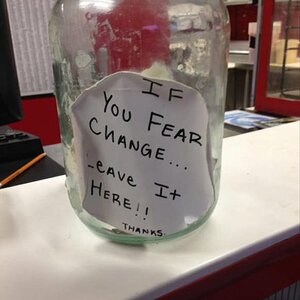 IF
YOU FEAR
CHANGE...
LEAVE It
HERE!!
THANKS.